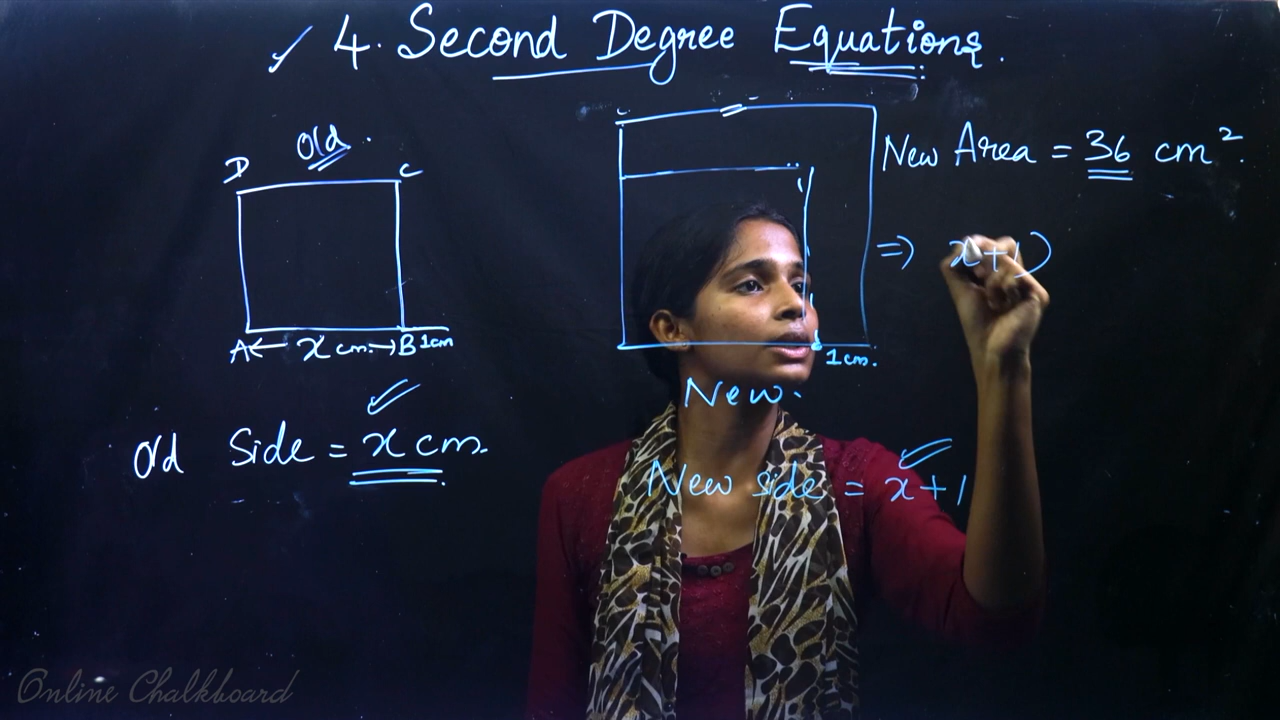 ✓ 4. Second Degree Equations.
Old.
D C
A ← x cm. → B 1cm
Old Side = x cm.
1cm.
New.
New side = x+1
New Area = 36 cm².
⇒ x+1)
Online Chalkboard